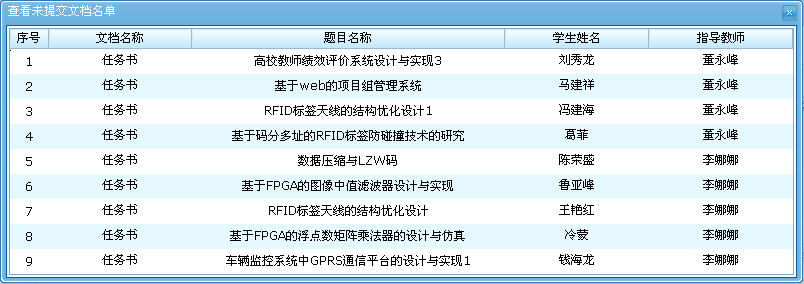 查看未提交文档名单
序号 文档名称 题目名称 学生姓名 指导教师
1 任务书 高校教师绩效评价系统设计与实现3 刘秀龙 董永峰
2 任务书 基于web的项目组管理系统 马建祥 董永峰
3 任务书 RFID标签天线的结构优化设计1 冯建海 董永峰
4 任务书 基于码分多址的RFID标签防碰撞技术的研究 葛菲 董永峰
5 任务书 数据压缩与LZW码 陈荣盛 李娜娜
6 任务书 基于FPGA的图像中值滤波器设计与实现 鲁亚峰 李娜娜
7 任务书 RFID标签天线的结构优化设计 王艳红 李娜娜
8 任务书 基于FPGA的浮点数矩阵乘法器的设计与仿真 冷蒙 李娜娜
9 任务书 车辆监控系统中GPRS通信平台的设计与实现1 钱海龙 李娜娜